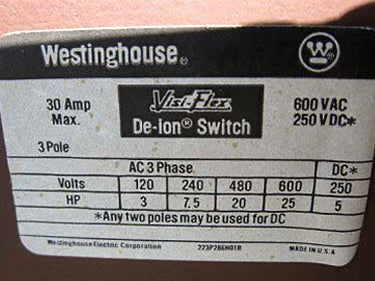 Westinghouse®
W
30 Amp Max.
Visi-Flex
De-ion® Switch
600 VAC
250 VDC*
3 Pole
AC 3 Phase DC*
Volts 120 240 480 600 250
HP 3 7.5 20 25 5
*Any two poles may be used for DC
Westinghouse Electric Corporation 223P286H01B MADE IN U.S.A